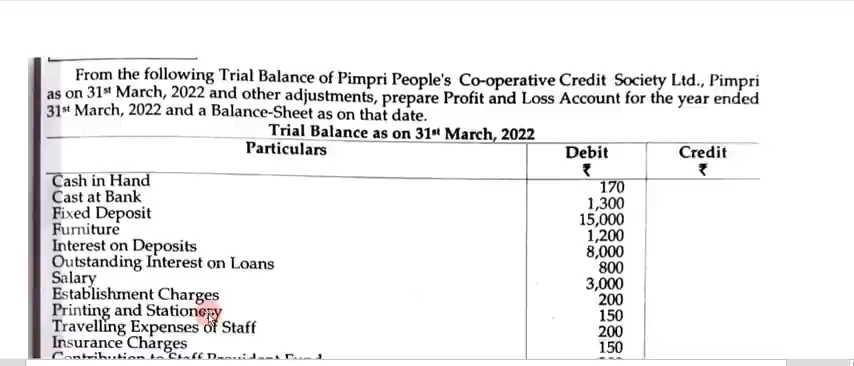 From the following Trial Balance of Pimpri People's Co-operative Credit Society Ltd., Pimpri
as on 31st March, 2022 and other adjustments, prepare Profit and Loss Account for the year ended
31st March, 2022 and a Balance-Sheet as on that date.
Trial Balance as on 31st March, 2022
Particulars Debit ₹ Credit ₹
Cash in Hand 170
Cast at Bank 1,300
Fixed Deposit 15,000
Furniture 1,200
Interest on Deposits 8,000
Outstanding Interest on Loans 800
Salary 3,000
Establishment Charges 200
Printing and Stationery 150
Travelling Expenses of Staff 200
Insurance Charges 150
Contribution to Staff Provident Fund